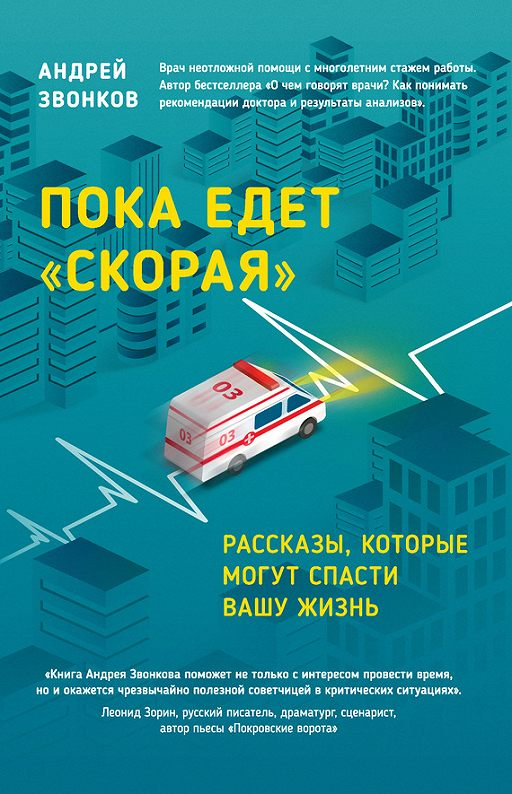 АНДРЕЙ
ЗВОНКОВ
Врач неотложной помощи с многолетним стажем работы.
Автор бестселлера «О чем говорят врачи? Как понимать
рекомендации доктора и результаты анализов».
ПОКА ЕДЕТ
«СКОРАЯ»
03
03
03
РАССКАЗЫ, КОТОРЫЕ
МОГУТ СПАСТИ
ВАШУ ЖИЗНЬ
«Книга Андрея Звонкова поможет не только с интересом провести время,
но и окажется чрезвычайно полезной советчицей в критических ситуациях».
Леонид Зорин, русский писатель, драматург, сценарист,
автор пьесы «Покровские ворота»